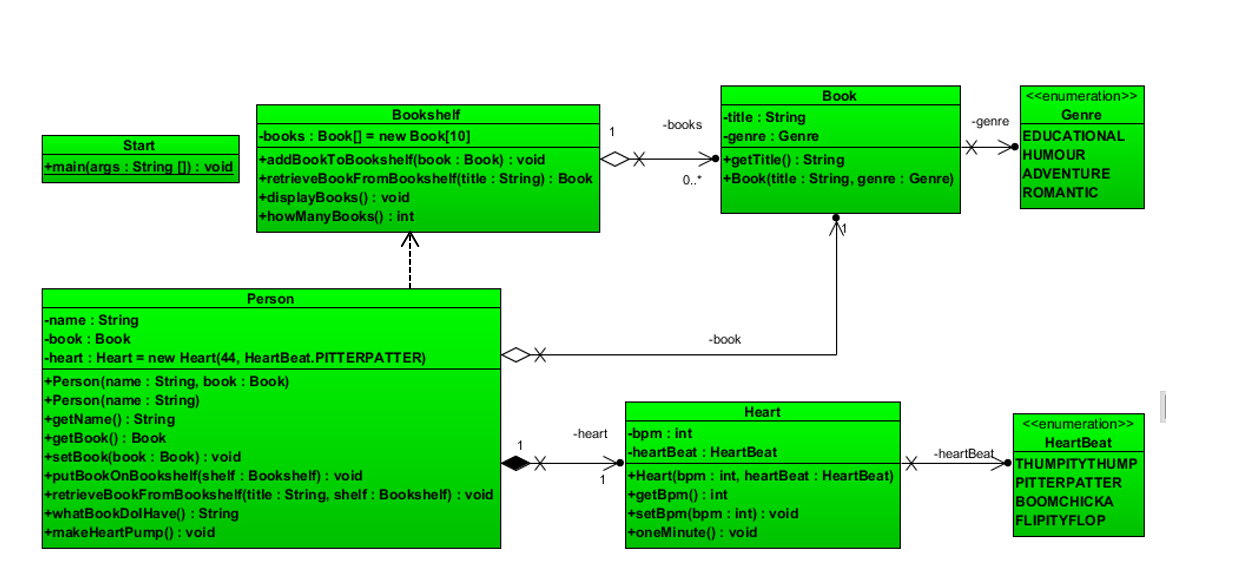 Start
+main(args : String []) : void
Bookshelf
-books : Book[] = new Book[10]
+addBookToBookshelf(book : Book) : void
+retrieveBookFromBookshelf(title : String) : Book
+displayBooks() : void
+howManyBooks() : int
1
-books
0..*
Book
-title : String
-genre : Genre
+getTitle() : String
+Book(title : String, genre : Genre)
-genre
<<enumeration>>
Genre
EDUCATIONAL
HUMOUR
ADVENTURE
ROMANTIC
1
Person
-name : String
-book : Book
-heart : Heart = new Heart(44, HeartBeat.PITTERPATTER)
+Person(name : String, book : Book)
+Person(name : String)
+getName() : String
+getBook() : Book
+setBook(book : Book) : void
+putBookOnBookshelf(shelf : Bookshelf) : void
+retrieveBookFromBookshelf(title : String, shelf : Bookshelf) : void
+whatBookDoIHave() : String
+makeHeartPump() : void
-book
1
-heart
1
Heart
-bpm : int
-heartBeat : HeartBeat
+Heart(bpm : int, heartBeat : HeartBeat)
+getBpm() : int
+setBpm(bpm : int) : void
+oneMinute() : void
-heartBeat
<<enumeration>>
HeartBeat
THUMPITYTHUMP
PITTERPATTER
BOOMCHICKA
FLIPITYFLOP